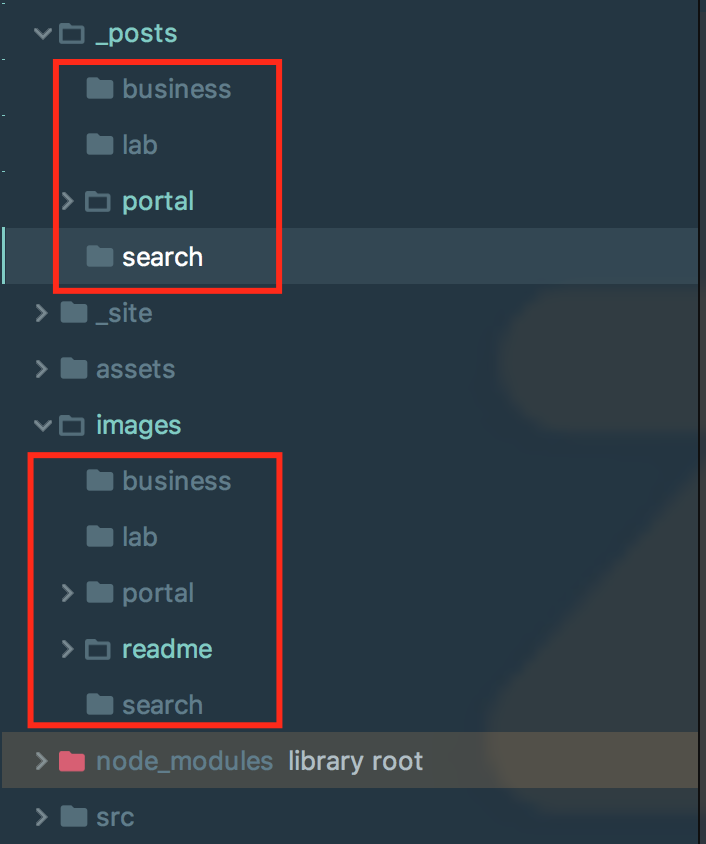 _posts
business
lab
portal
search
_site
assets
images
business
lab
portal
readme
search
node_modules library root
src